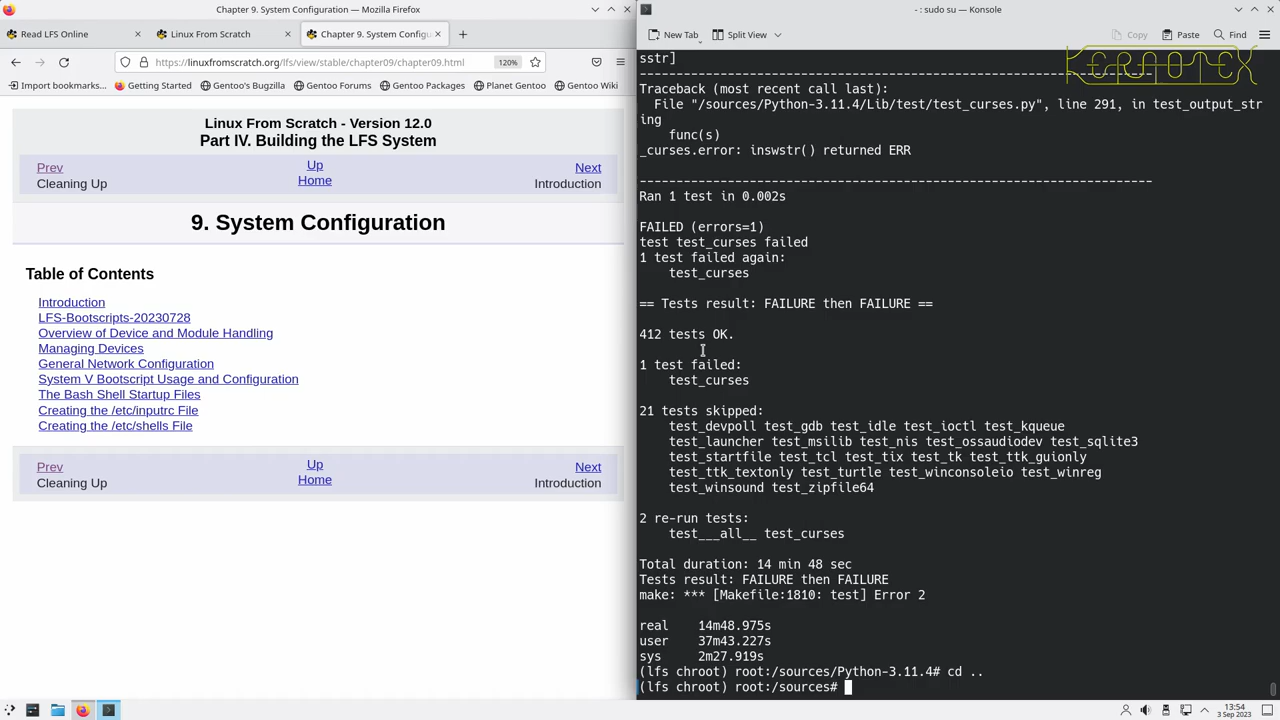 Chapter 9. System Configuration — Mozilla Firefox
Read LFS Online
Linux From Scratch
Chapter 9. System Configu
https://linuxfromscratch.org/lfs/view/stable/chapter09/chapter09.html
120%
Import bookmarks...
Getting Started
Gentoo's Bugzilla
Gentoo Forums
Gentoo Packages
Planet Gentoo
Gentoo Wiki
Linux From Scratch - Version 12.0
Part IV. Building the LFS System
Prev
Up
Next
Cleaning Up
Home
Introduction
9. System Configuration
Table of Contents
Introduction
LFS-Bootscripts-20230728
Overview of Device and Module Handling
Managing Devices
General Network Configuration
System V Bootscript Usage and Configuration
The Bash Shell Startup Files
Creating the /etc/inputrc File
Creating the /etc/shells File
Prev
Up
Next
Cleaning Up
Home
Introduction
- : sudo su — Konsole
New Tab
Split View
Copy
Paste
Find
KERNOTEX
sstr]
----------------------------------------------------------------------
Traceback (most recent call last):
  File "/sources/Python-3.11.4/Lib/test/test_curses.py", line 291, in test_output_str
ing
    func(s)
_curses.error: inswstr() returned ERR
----------------------------------------------------------------------
Ran 1 test in 0.002s
FAILED (errors=1)
test test_curses failed
1 test failed again:
    test_curses
== Tests result: FAILURE then FAILURE ==
412 tests OK.
1 test failed:
    test_curses
21 tests skipped:
    test_devpoll test_gdb test_idle test_ioctl test_kqueue
    test_launcher test_msilib test_nis test_ossaudiodev test_sqlite3
    test_startfile test_tcl test_tix test_tk test_ttk_guionly
    test_ttk_textonly test_turtle test_winconsoleio test_winreg
    test_winsound test_zipfile64
2 re-run tests:
    test___all__ test_curses
Total duration: 14 min 48 sec
Tests result: FAILURE then FAILURE
make: *** [Makefile:1810: test] Error 2
real    14m48.975s
user    37m43.227s
sys     2m27.919s
(lfs chroot) root:/sources/Python-3.11.4# cd ..
(lfs chroot) root:/sources#
13:54
3 Sep 2023